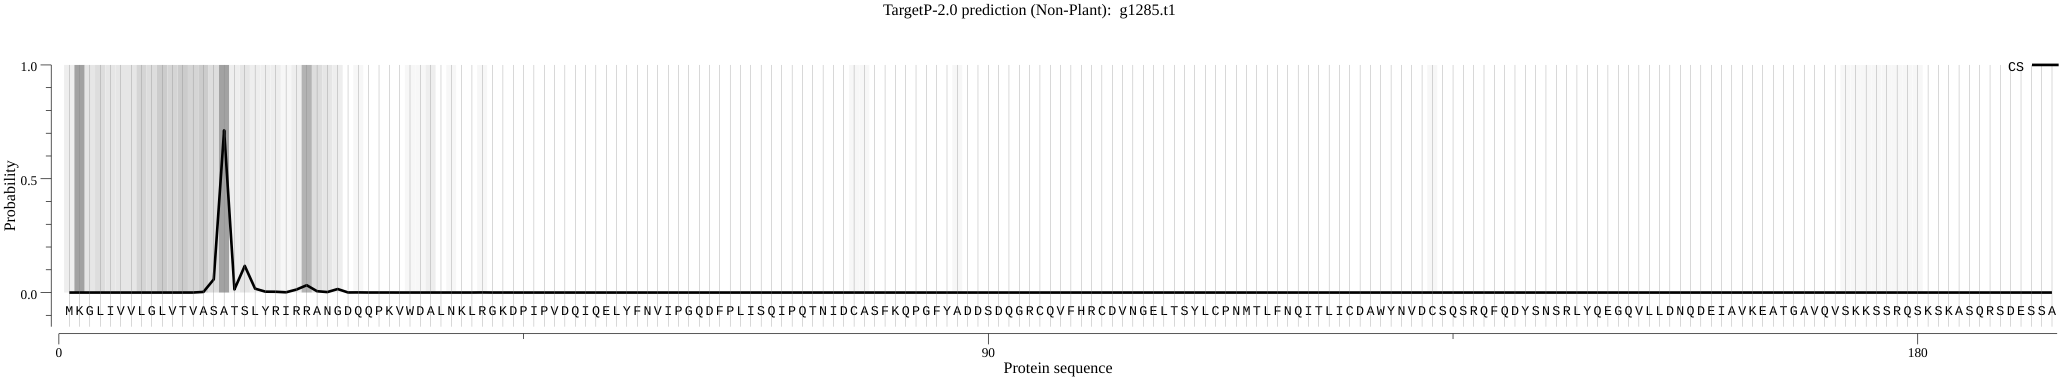 TargetP-2.0 prediction (Non-Plant): g1285.t1
1.0
CS
0.5
Probability
0.0
MKGLIVVLGLVTVASATSLYRIRRANGDQQPKVWDALNKLRGKDPIPVDQIQELYFNVIPGQDFPLISQIPQTNIDCASFKQPGFYADDSDQGRCQVFHRCDVNGELTSYLCPNMTLFNQITLICDAWYNVDCSQSRQFQDYSNSRLYQEGQVLLDNQDEIAVKEATGAVQVSKKSSRQSKSKASQRSDESSA
0
90
180
Protein sequence